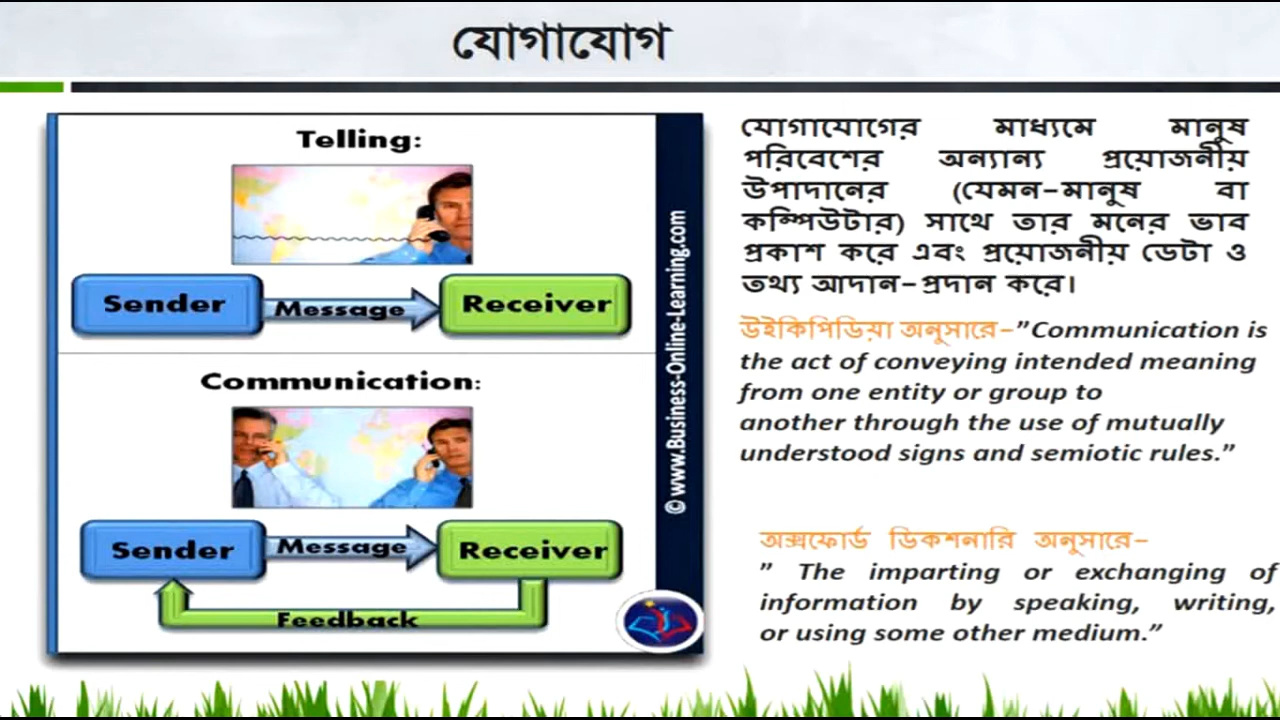 যোগাযোগ
Telling:
Sender
Message
Receiver
Communication:
Sender
Message
Receiver
Feedback
© www.Business-Online-Learning.com
যোগাযোগের মাধ্যমে মানুষ
পরিবেশের অন্যান্য প্রয়োজনীয়
উপাদানের (যেমন-মানুষ বা
কম্পিউটার) সাথে তার মনের ভাব
প্রকাশ করে এবং প্রয়োজনীয় ডেটা ও
তথ্য আদান-প্রদান করে।
উইকিপিডিয়া অনুসারে-”Communication is
the act of conveying intended meaning
from one entity or group to
another through the use of mutually
understood signs and semiotic rules.”
অক্সফোর্ড ডিকশনারি অনুসারে-
” The imparting or exchanging of
information by speaking, writing,
or using some other medium.”